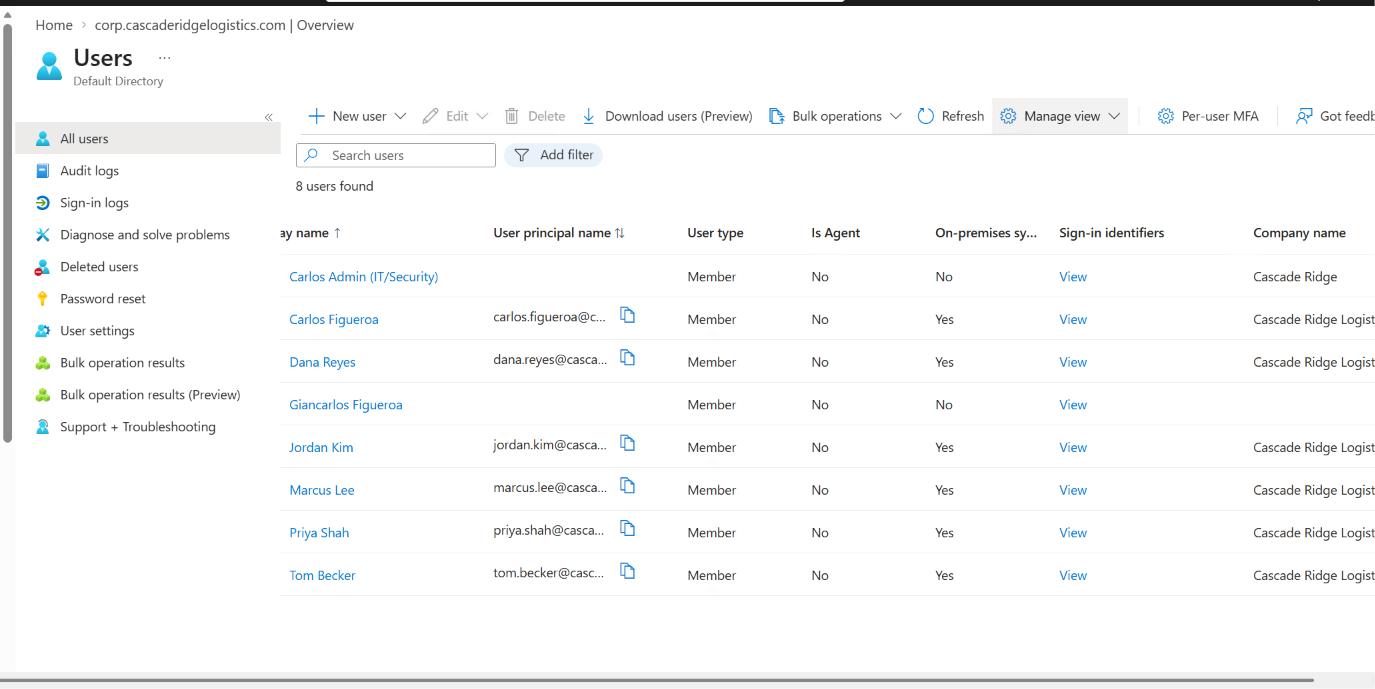 Home > corp.cascaderidgelogistics.com | Overview
Users ...
Default Directory
«
All users
Audit logs
Sign-in logs
Diagnose and solve problems
Deleted users
Password reset
User settings
Bulk operation results
Bulk operation results (Preview)
Support + Troubleshooting
+ New user Edit Delete Download users (Preview) Bulk operations Refresh Manage view Per-user MFA Got feedb
Search users Add filter
8 users found
ay name ↑ User principal name ↑↓ User type Is Agent On-premises sy... Sign-in identifiers Company name
Carlos Admin (IT/Security) Member No No View Cascade Ridge
Carlos Figueroa carlos.figueroa@c... Member No Yes View Cascade Ridge Logist
Dana Reyes dana.reyes@casca... Member No Yes View Cascade Ridge Logist
Giancarlos Figueroa Member No No View
Jordan Kim jordan.kim@casca... Member No Yes View Cascade Ridge Logist
Marcus Lee marcus.lee@casca... Member No Yes View Cascade Ridge Logist
Priya Shah priya.shah@casca... Member No Yes View Cascade Ridge Logist
Tom Becker tom.becker@casc... Member No Yes View Cascade Ridge Logist